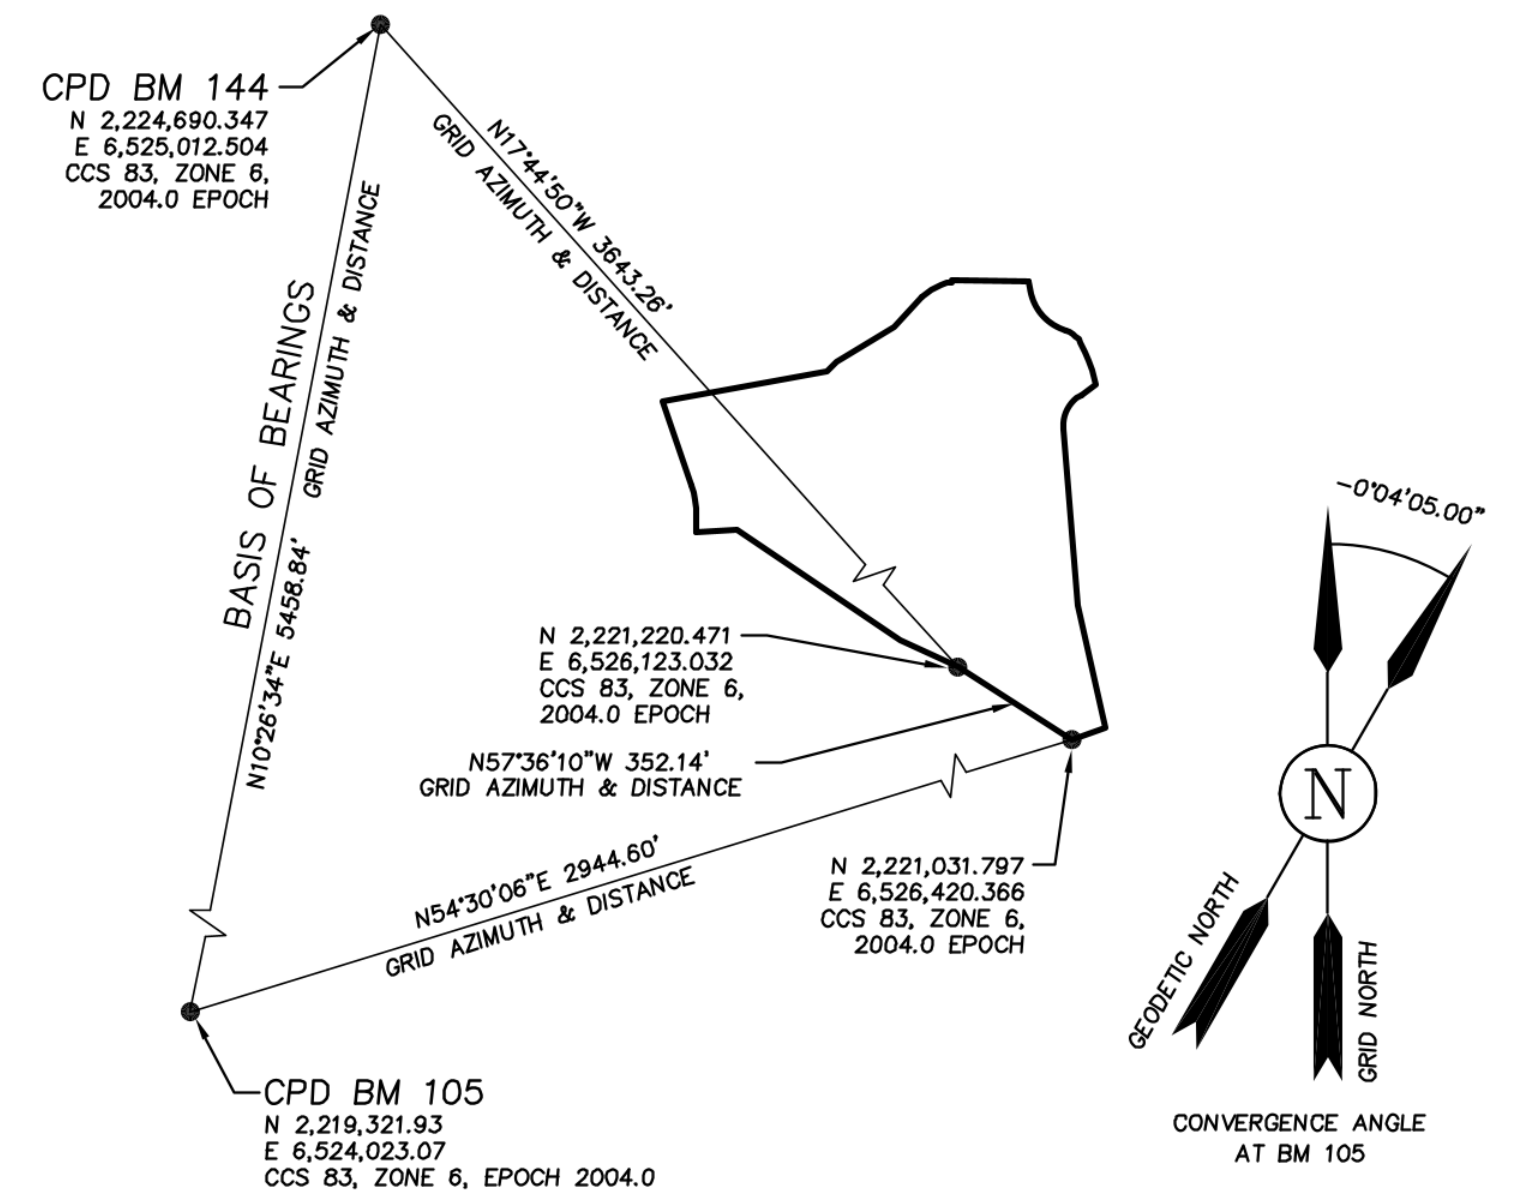 CPD BM 144
N 2,224,690.347
E 6,525,012.504
CCS 83, ZONE 6,
2004.0 EPOCH
N17°44'50"W 3643.26'
GRID AZIMUTH & DISTANCE
BASIS OF BEARINGS
N10°26'34"E 5458.84'
GRID AZIMUTH & DISTANCE
N 2,221,220.471
E 6,526,123.032
CCS 83, ZONE 6,
2004.0 EPOCH
N57°36'10"W 352.14'
GRID AZIMUTH & DISTANCE
N54°30'06"E 2944.60'
GRID AZIMUTH & DISTANCE
N 2,221,031.797
E 6,526,420.366
CCS 83, ZONE 6,
2004.0 EPOCH
CPD BM 105
N 2,219,321.93
E 6,524,023.07
CCS 83, ZONE 6, EPOCH 2004.0
-0°04'05.00"
N
GEODETIC NORTH
GRID NORTH
CONVERGENCE ANGLE
AT BM 105